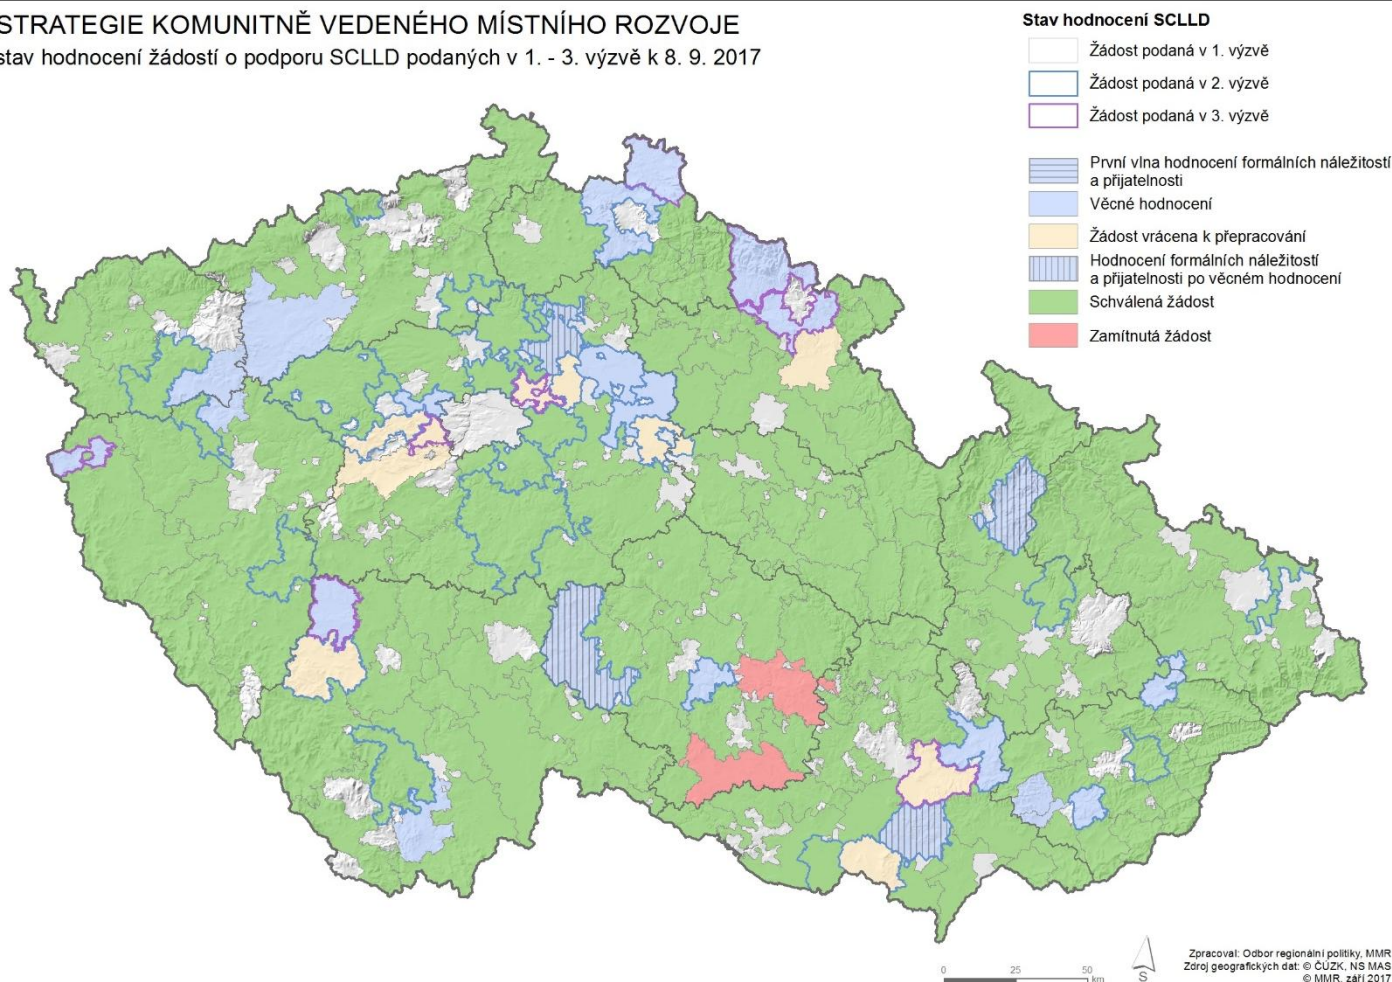 STRATEGIE KOMUNITNĚ VEDENÉHO MÍSTNÍHO ROZVOJE
stav hodnocení žádostí o podporu SCLLD podaných v 1. - 3. výzvě k 8. 9. 2017
Stav hodnocení SCLLD
Žádost podaná v 1. výzvě
Žádost podaná v 2. výzvě
Žádost podaná v 3. výzvě
První vlna hodnocení formálních náležitostí
a přijatelnosti
Věcné hodnocení
Žádost vrácena k přepracování
Hodnocení formálních náležitostí
a přijatelnosti po věcném hodnocení
Schválená žádost
Zamítnutá žádost
0 25 50
km
S
Zpracoval: Odbor regionální politiky, MMR
Zdroj geografických dat: © ČÚZK, NS MAS
© MMR, září 2017